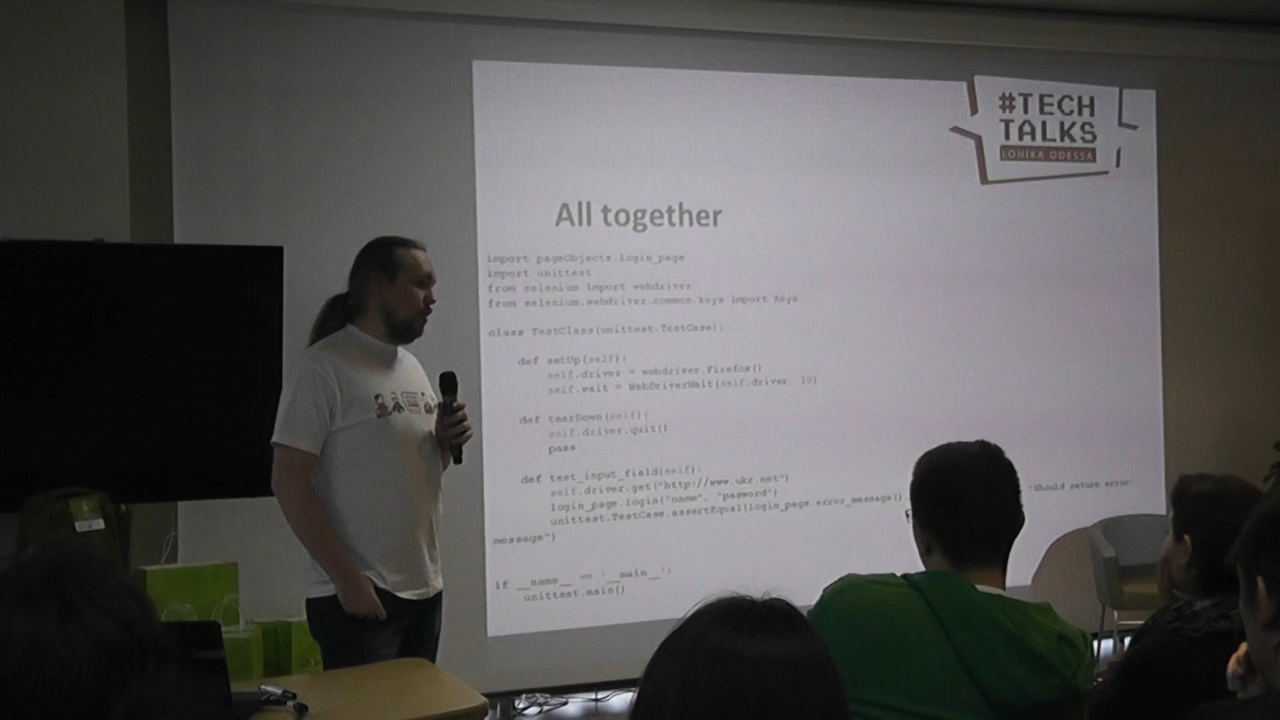 #TECH
TALKS
LOHIKA ODESSA
All together
import pageObjects.login_page
import unittest
from selenium import webdriver
from selenium.webdriver.common.keys import Keys
class TestClass(unittest.TestCase):
def setUp(self):
self.driver = webdriver.Firefox()
self.wait = WebDriverWait(self.driver, 10)
def tearDown(self):
self.driver.quit()
pass
def test_input_field(self):
self.driver.get("http://www.ukr.net")
login_page.login("name", "pasword")
unittest.TestCase.assertEqual(login_page.error_message(). "Should return error
message")
if __name__ == '__main__':
unittest.main()